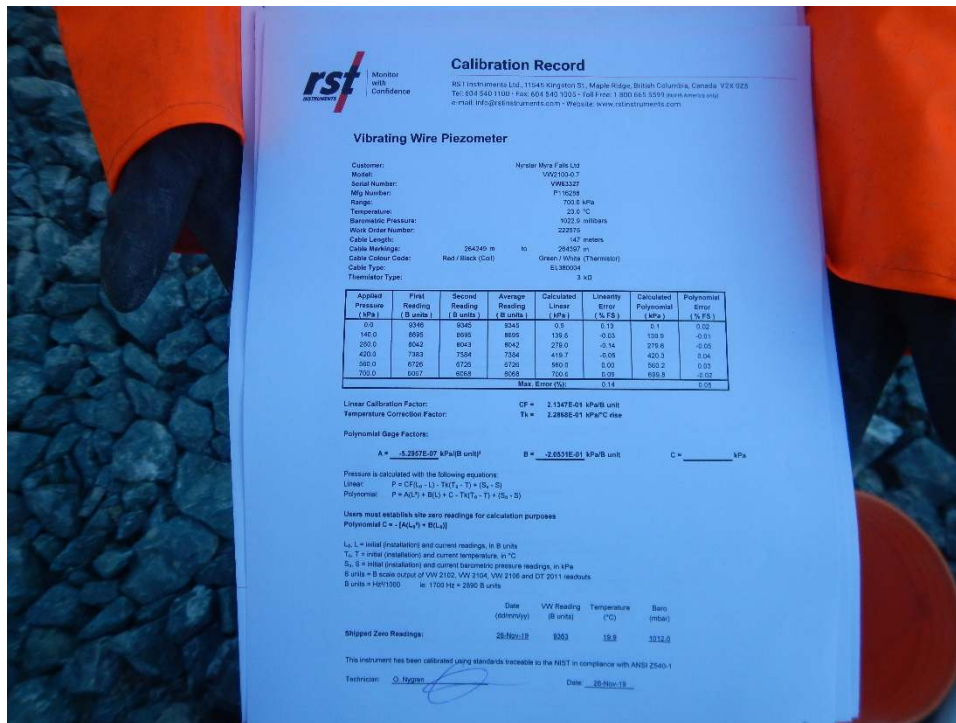 Calibration Record
rst
INSTRUMENTS
Monitor
with
Confidence
RST Instruments Ltd., 11545 Kingston St., Maple Ridge, British Columbia, Canada V2X 0Z5
Tel: 604 540 1100 • Fax: 604 540 1005 • Toll Free: 1 800 665 5599 (North America only)
e-mail: info@rstinstruments.com • Website: www.rstinstruments.com
Vibrating Wire Piezometer
Customer: Nyrstar Myra Falls Ltd
Model: VW2100-0.7
Serial Number: VW63327
Mfg Number: P116258
Range: 700.0 kPa
Temperature: 23.0 °C
Barometric Pressure: 1022.9 millibars
Work Order Number: 222975
Cable Length: 147 meters
Cable Markings: 264249 m to 264397 m
Cable Colour Code: Red / Black (Coil) Green / White (Thermistor)
Cable Type: EL380004
Thermistor Type: 3 kΩ
Applied First Second Average Calculated Linearity Calculated Polynomial
Pressure Reading Reading Reading Linear Error Polynomial Error
( kPa ) ( B units ) ( B units ) ( B units ) ( kPa ) ( % FS ) ( kPa ) ( % FS )
0.0 9346 9345 9345 0.9 0.13 0.1 0.02
140.0 8695 8695 8695 139.8 -0.03 139.9 -0.01
280.0 8042 8043 8042 279.0 -0.14 279.6 -0.05
420.0 7383 7384 7384 419.7 -0.05 420.3 0.04
560.0 6726 6726 6726 560.0 0.00 560.2 0.03
700.0 6067 6068 6068 700.6 0.09 699.8 -0.02
Max. Error (%): 0.14 0.05
Linear Calibration Factor: CF = 2.1347E-01 kPa/B unit
Temperature Correction Factor: Tk = 2.2868E-01 kPa/°C rise
Polynomial Gage Factors:
A = -5.2957E-07 kPa/(B unit)² B = -2.0531E-01 kPa/B unit C = kPa
Pressure is calculated with the following equations:
Linear: P = CF(L₀ - L) - Tk(T₀ - T) + (S₀ - S)
Polynomial: P = A(L²) + B(L) + C - Tk(T₀ - T) + (S₀ - S)
Users must establish site zero readings for calculation purposes
Polynomial C = - [A(L₀²) + B(L₀)]
L₀, L = initial (installation) and current readings, in B units
T₀, T = initial (installation) and current temperature, in °C
S₀, S = initial (installation) and current barometric pressure readings, in kPa
B units = B scale output of VW 2102, VW 2104, VW 2106 and DT 2011 readouts
B units = Hz²/1000 ie: 1700 Hz = 2890 B units
Date VW Reading Temperature Baro
(dd/mm/yy) (B units) (°C) (mbar)
Shipped Zero Readings: 26-Nov-19 9363 19.9 1012.0
This instrument has been calibrated using standards traceable to the NIST in compliance with ANSI Z540-1
Technician: O. Nygren Date: 26-Nov-19